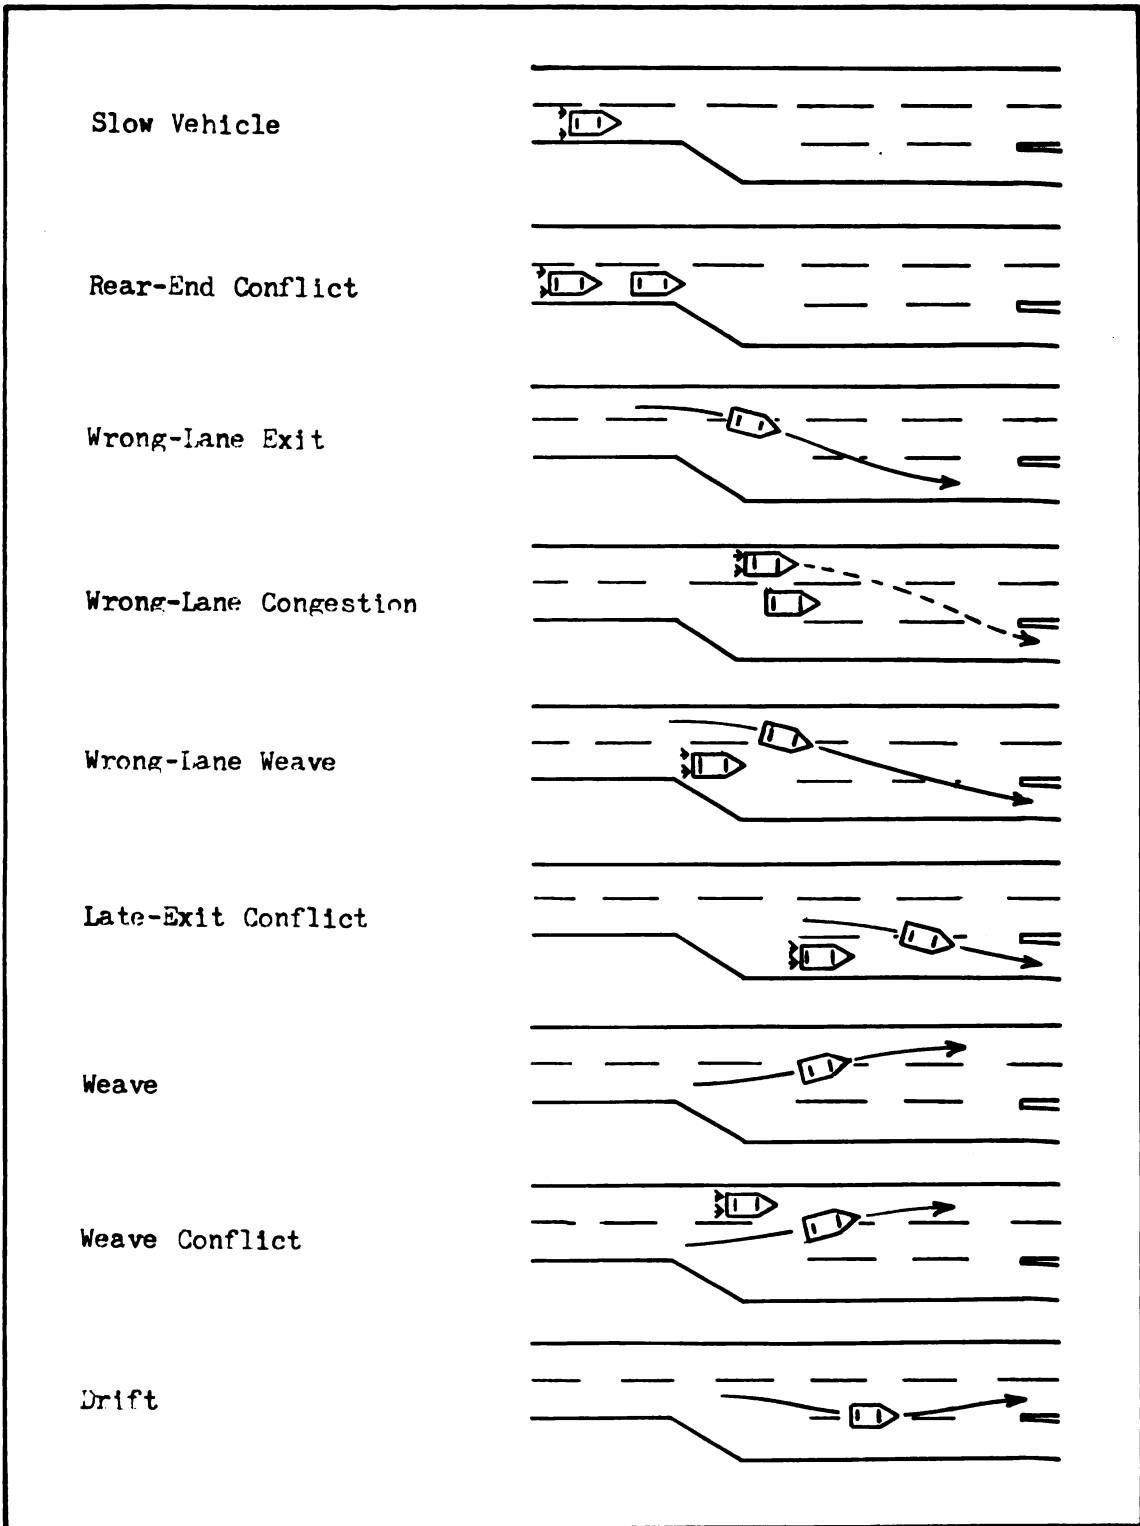 Slow Vehicle
Rear-End Conflict
Wrong-Lane Exit
Wrong-Lane Congestion
Wrong-Lane Weave
Late-Exit Conflict
Weave
Weave Conflict
Drift